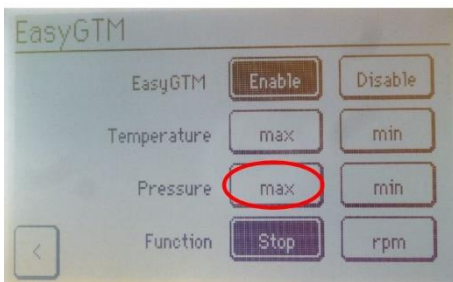 EasyGTM
EasyGTM Enable Disable
Temperature max min
Pressure max min
Function Stop rpm
<